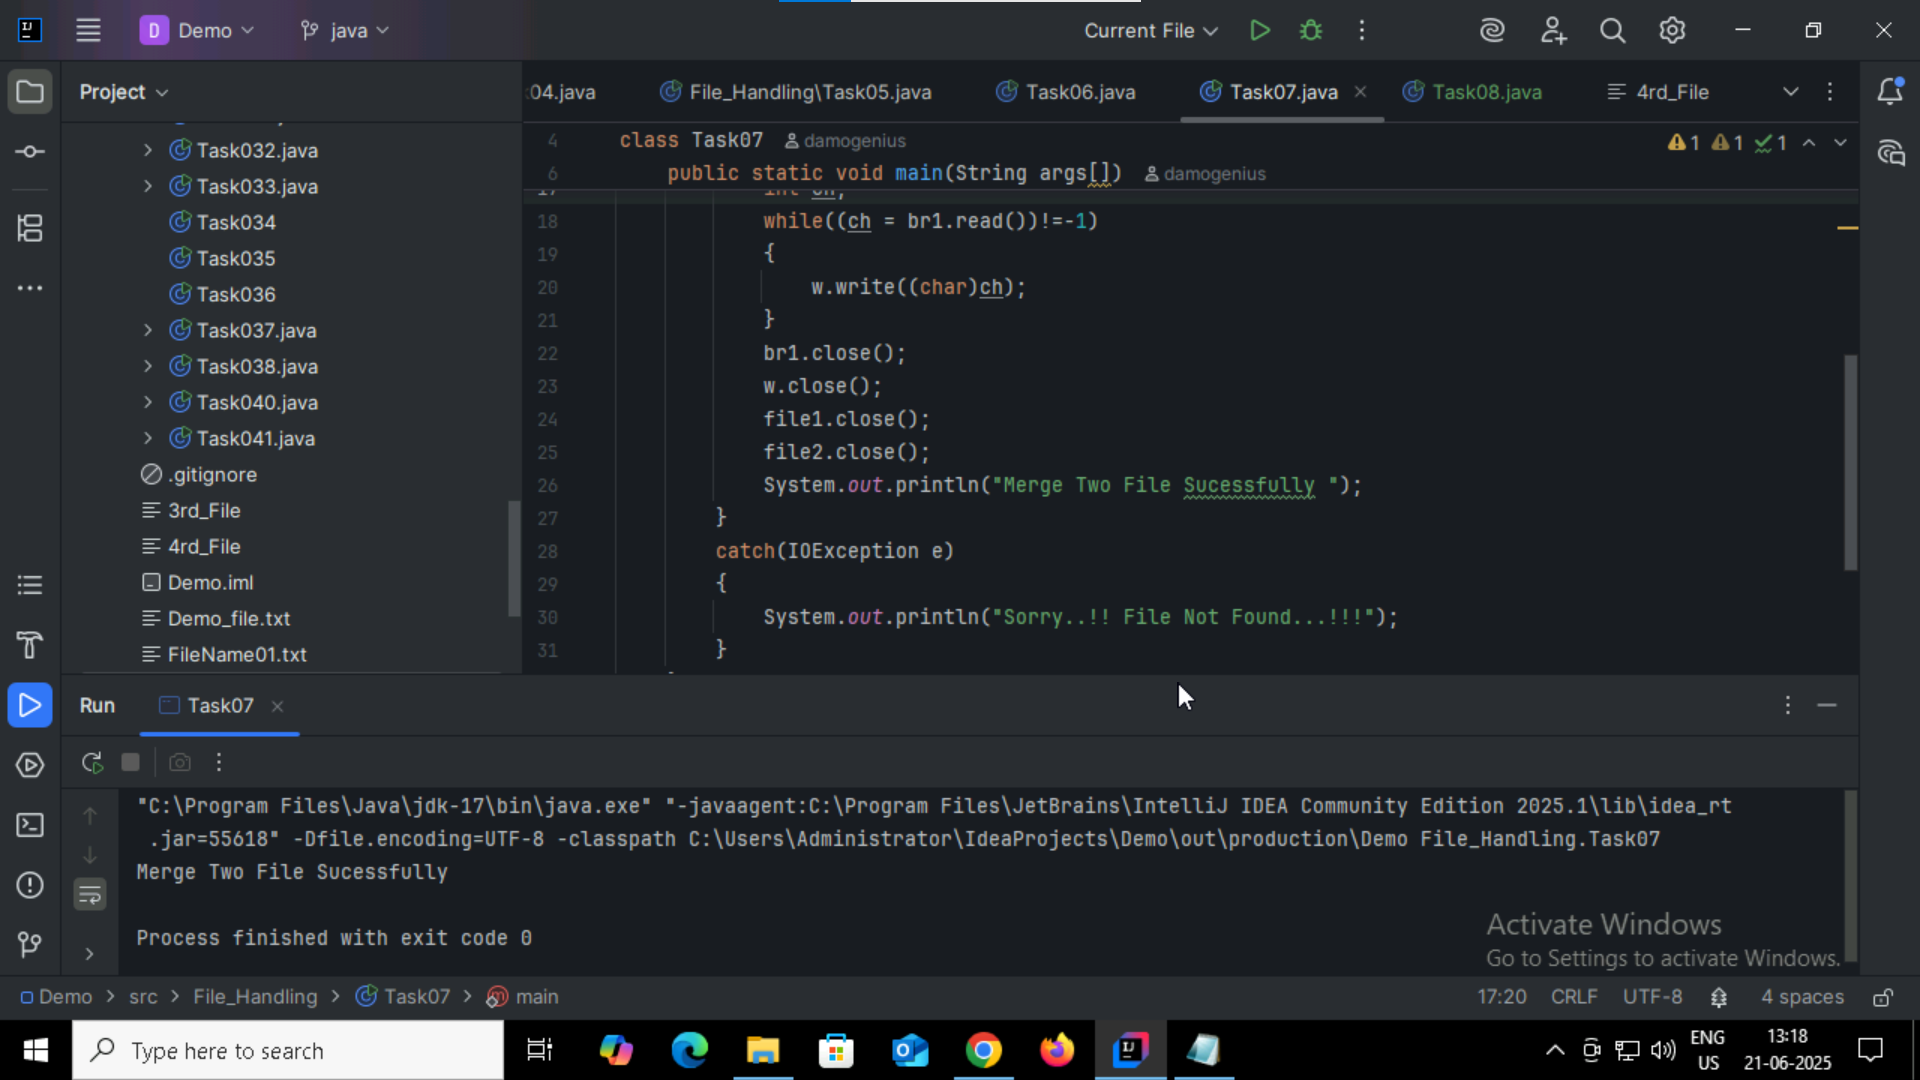 D Demo java Current File
Project
04.java File_Handling\Task05.java Task06.java Task07.java Task08.java 4rd_File
Task032.java
Task033.java
Task034
Task035
Task036
Task037.java
Task038.java
Task040.java
Task041.java
.gitignore
3rd_File
4rd_File
Demo.iml
Demo_file.txt
FileName01.txt
4 class Task07 damogenius
1 1 1
6 public static void main(String args[]) damogenius
17 int ch;
18 while((ch = br1.read())!=-1)
19 {
20 w.write((char)ch);
21 }
22 br1.close();
23 w.close();
24 file1.close();
25 file2.close();
26 System.out.println("Merge Two File Sucessfully ");
27 }
28 catch(IOException e)
29 {
30 System.out.println("Sorry..!! File Not Found...!!!");
31 }
Run Task07
"C:\Program Files\Java\jdk-17\bin\java.exe" "-javaagent:C:\Program Files\JetBrains\IntelliJ IDEA Community Edition 2025.1\lib\idea_rt
.jar=55618" -Dfile.encoding=UTF-8 -classpath C:\Users\Administrator\IdeaProjects\Demo\out\production\Demo File_Handling.Task07
Merge Two File Sucessfully
Process finished with exit code 0
Activate Windows
Go to Settings to activate Windows.
Demo > src > File_Handling > Task07 > main
17:20 CRLF UTF-8 4 spaces
Type here to search
ENG
US
13:18
21-06-2025